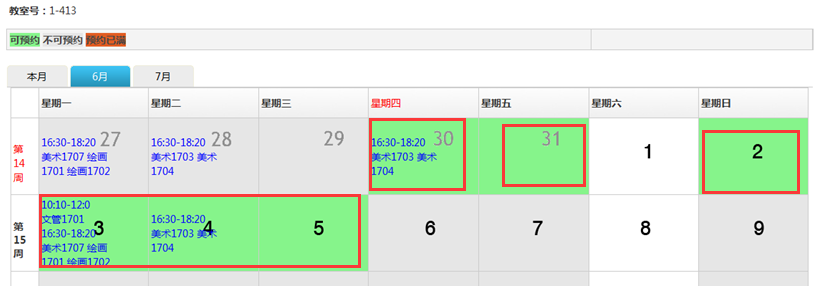 教室号：1-413
可预约 不可预约 预约已满
本月 6月 7月
星期一 星期二 星期三 星期四 星期五 星期六 星期日
第14周
27
16:30-18:20
美术1707 绘画
1701 绘画1702
28
16:30-18:20
美术1703 美术
1704
29
30
16:30-18:20
美术1703 美术
1704
31
1
2
第15周
3
10:10-12:0
文管1701
16:30-18:20
美术1707 绘画
1701 绘画1702
4
16:30-18:20
美术1703 美术
1704
5
6
7
8
9